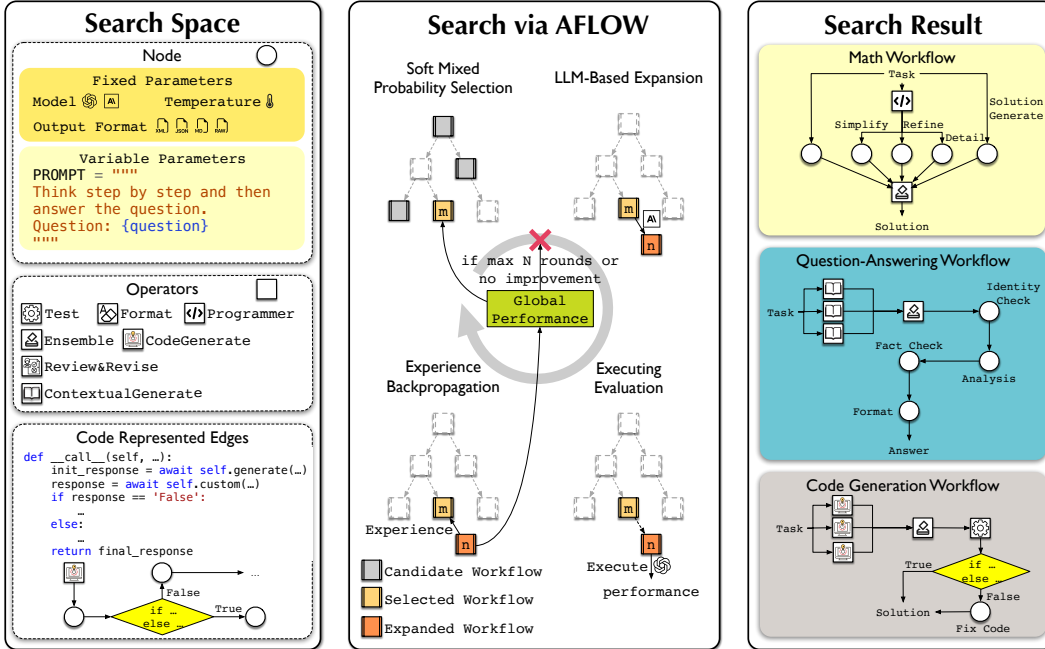 Search Space
Node
Fixed Parameters
Model
Temperature
Output Format
XML
JSON
MD
RAW
Variable Parameters
PROMPT = """
Think step by step and then
answer the question.
Question: {question}
"""
Operators
Test
Format
Programmer
Ensemble
CodeGenerate
Review&Revise
ContextualGenerate
Code Represented Edges
def __call__(self, …):
init_response = await self.generate(…)
response = await self.custom(…)
if response == 'False':
…
else:
…
return final_response
…
False
True
if …
else …
Search via AFLOW
Soft Mixed
Probability Selection
LLM-Based Expansion
m
m
n
if max N rounds or
no improvement
Global
Performance
Experience
Backpropagation
Executing
Evaluation
m
Experience
n
m
n
Execute
performance
Candidate Workflow
Selected Workflow
Expanded Workflow
Search Result
Math Workflow
Task
Solution
Generate
Simplify
Refine
Detail
Solution
Question-Answering Workflow
Task
Identity
Check
Fact Check
Analysis
Format
Answer
Code Generation Workflow
Task
True
if …
else …
False
Solution
Fix Code